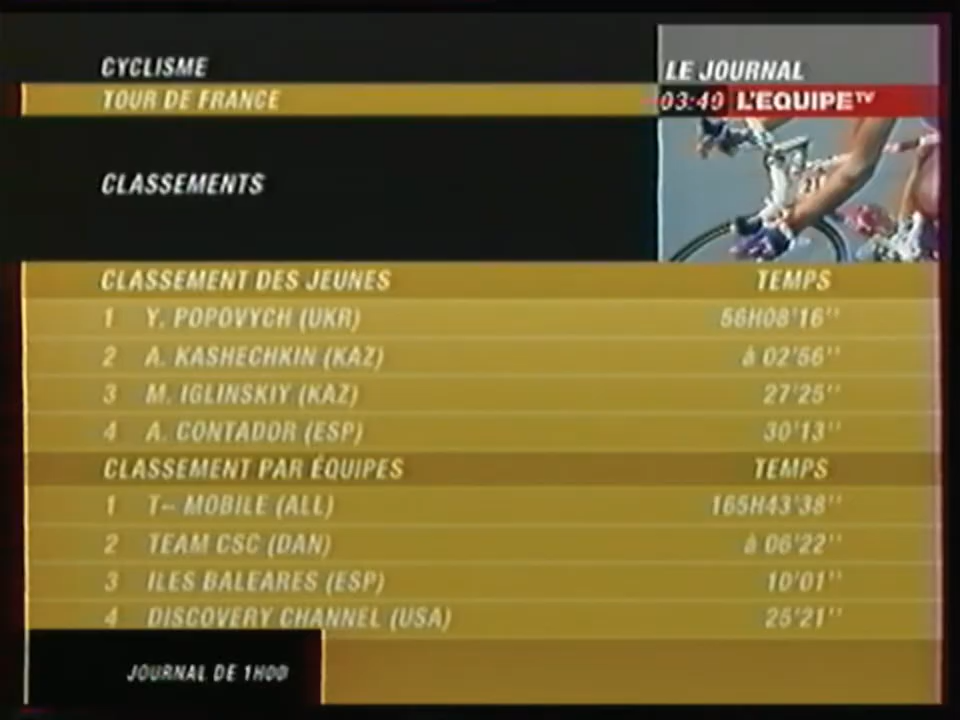 CYCLISME
LE JOURNAL
TOUR DE FRANCE
03:40 L'EQUIPE TV
CLASSEMENTS
21
CLASSEMENT DES JEUNES TEMPS
1 Y. POPOVYCH (UKR) 56H08'16''
2 A. KASHECHKIN (KAZ) à 02'56''
3 M. IGLINSKIY (KAZ) 27'25''
4 A. CONTADOR (ESP) 30'13''
CLASSEMENT PAR ÉQUIPES TEMPS
1 T- MOBILE (ALL) 165H43'38''
2 TEAM CSC (DAN) à 06'22''
3 ILES BALEARES (ESP) 10'01''
4 DISCOVERY CHANNEL (USA) 25'21''
JOURNAL DE 1H00